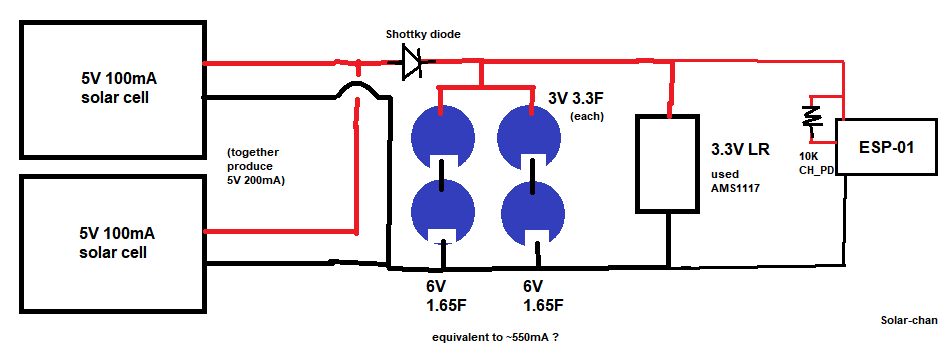 Shottky diode
5V 100mA
solar cell
3V 3.3F
(each)
(together
produce
5V 200mA)
3.3V LR
used
AMS1117
10K
CH_PD
ESP-01
5V 100mA
solar cell
6V
1.65F
6V
1.65F
Solar-chan
equivalent to ~550mA ?